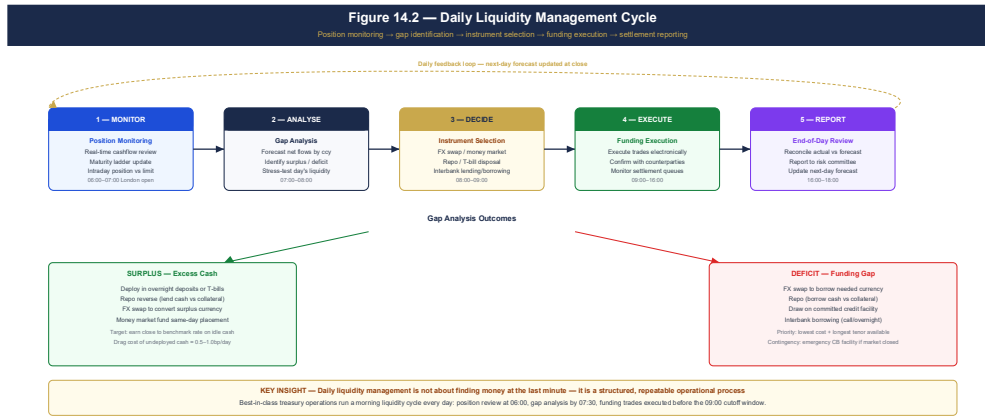 Figure 14.2 — Daily Liquidity Management Cycle
Position monitoring → gap identification → instrument selection → funding execution → settlement reporting
Daily feedback loop — next-day forecast updated at close
1 — MONITOR
Position Monitoring
Real-time cashflow review
Maturity ladder update
Intraday position vs limit
06:00–07:00 London open
2 — ANALYSE
Gap Analysis
Forecast net flows by ccy
Identify surplus / deficit
Stress-test day's liquidity
07:00–08:00
3 — DECIDE
Instrument Selection
FX swap / money market
Repo / T-bill disposal
Interbank lending/borrowing
08:00–09:00
4 — EXECUTE
Funding Execution
Execute trades electronically
Confirm with counterparties
Monitor settlement queues
09:00–16:00
5 — REPORT
End-of-Day Review
Reconcile actual vs forecast
Report to risk committee
Update next-day forecast
16:00–18:00
Gap Analysis Outcomes
SURPLUS — Excess Cash
Deploy in overnight deposits or T-bills
Repo reverse (lend cash vs collateral)
FX swap to convert surplus currency
Money market fund same-day placement
Target: earn close to benchmark rate on idle cash
Drag cost of undeployed cash = 0.5–1.0bp/day
DEFICIT — Funding Gap
FX swap to borrow needed currency
Repo (borrow cash vs collateral)
Draw on committed credit facility
Interbank borrowing (call/overnight)
Priority: lowest cost + longest tenor available
Contingency: emergency CB facility if market closed
KEY INSIGHT — Daily liquidity management is not about finding money at the last minute — it is a structured, repeatable operational process
Best-in-class treasury operations run a morning liquidity cycle every day: position review at 06:00, gap analysis by 07:30, funding trades executed before the 09:00 cutoff window.